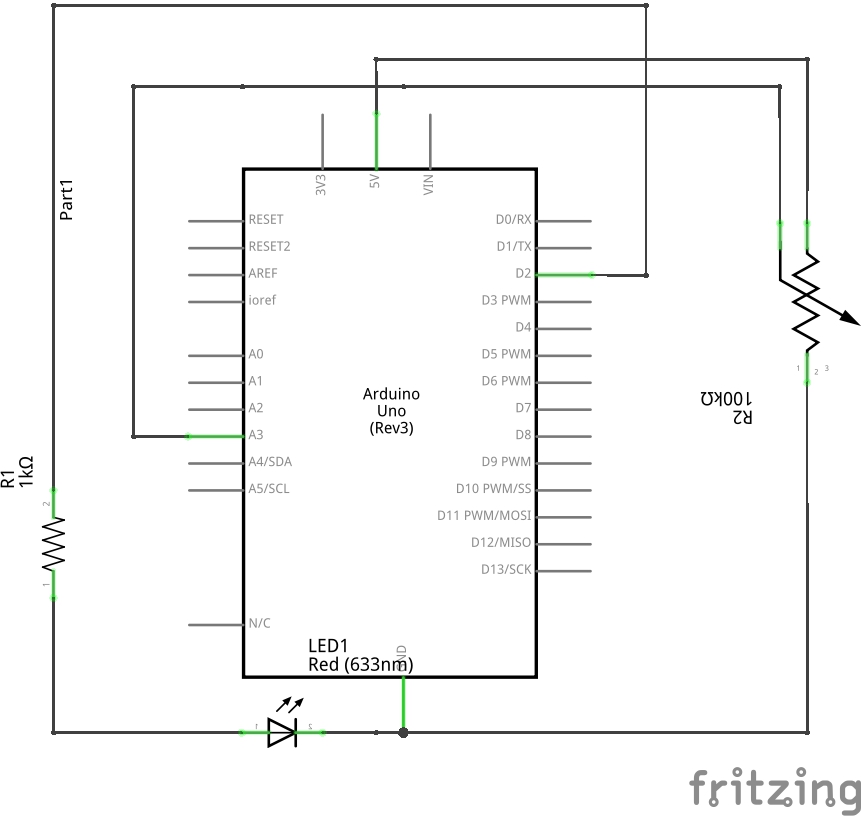 Part1
3V3
5V
VIN
RESET
RESET2
AREF
ioref
A0
A1
A2
A3
A4/SDA
A5/SCL
N/C
D0/RX
D1/TX
D2
D3 PWM
D4
D5 PWM
D6 PWM
D7
D8
D9 PWM
D10 PWM/SS
D11 PWM/MOSI
D12/MISO
D13/SCK
Arduino
Uno
(Rev3)
GND
R1
1kΩ
2
1
LED1
Red (633nm)
1
2
1
2
3
R2
100kΩ
fritzing